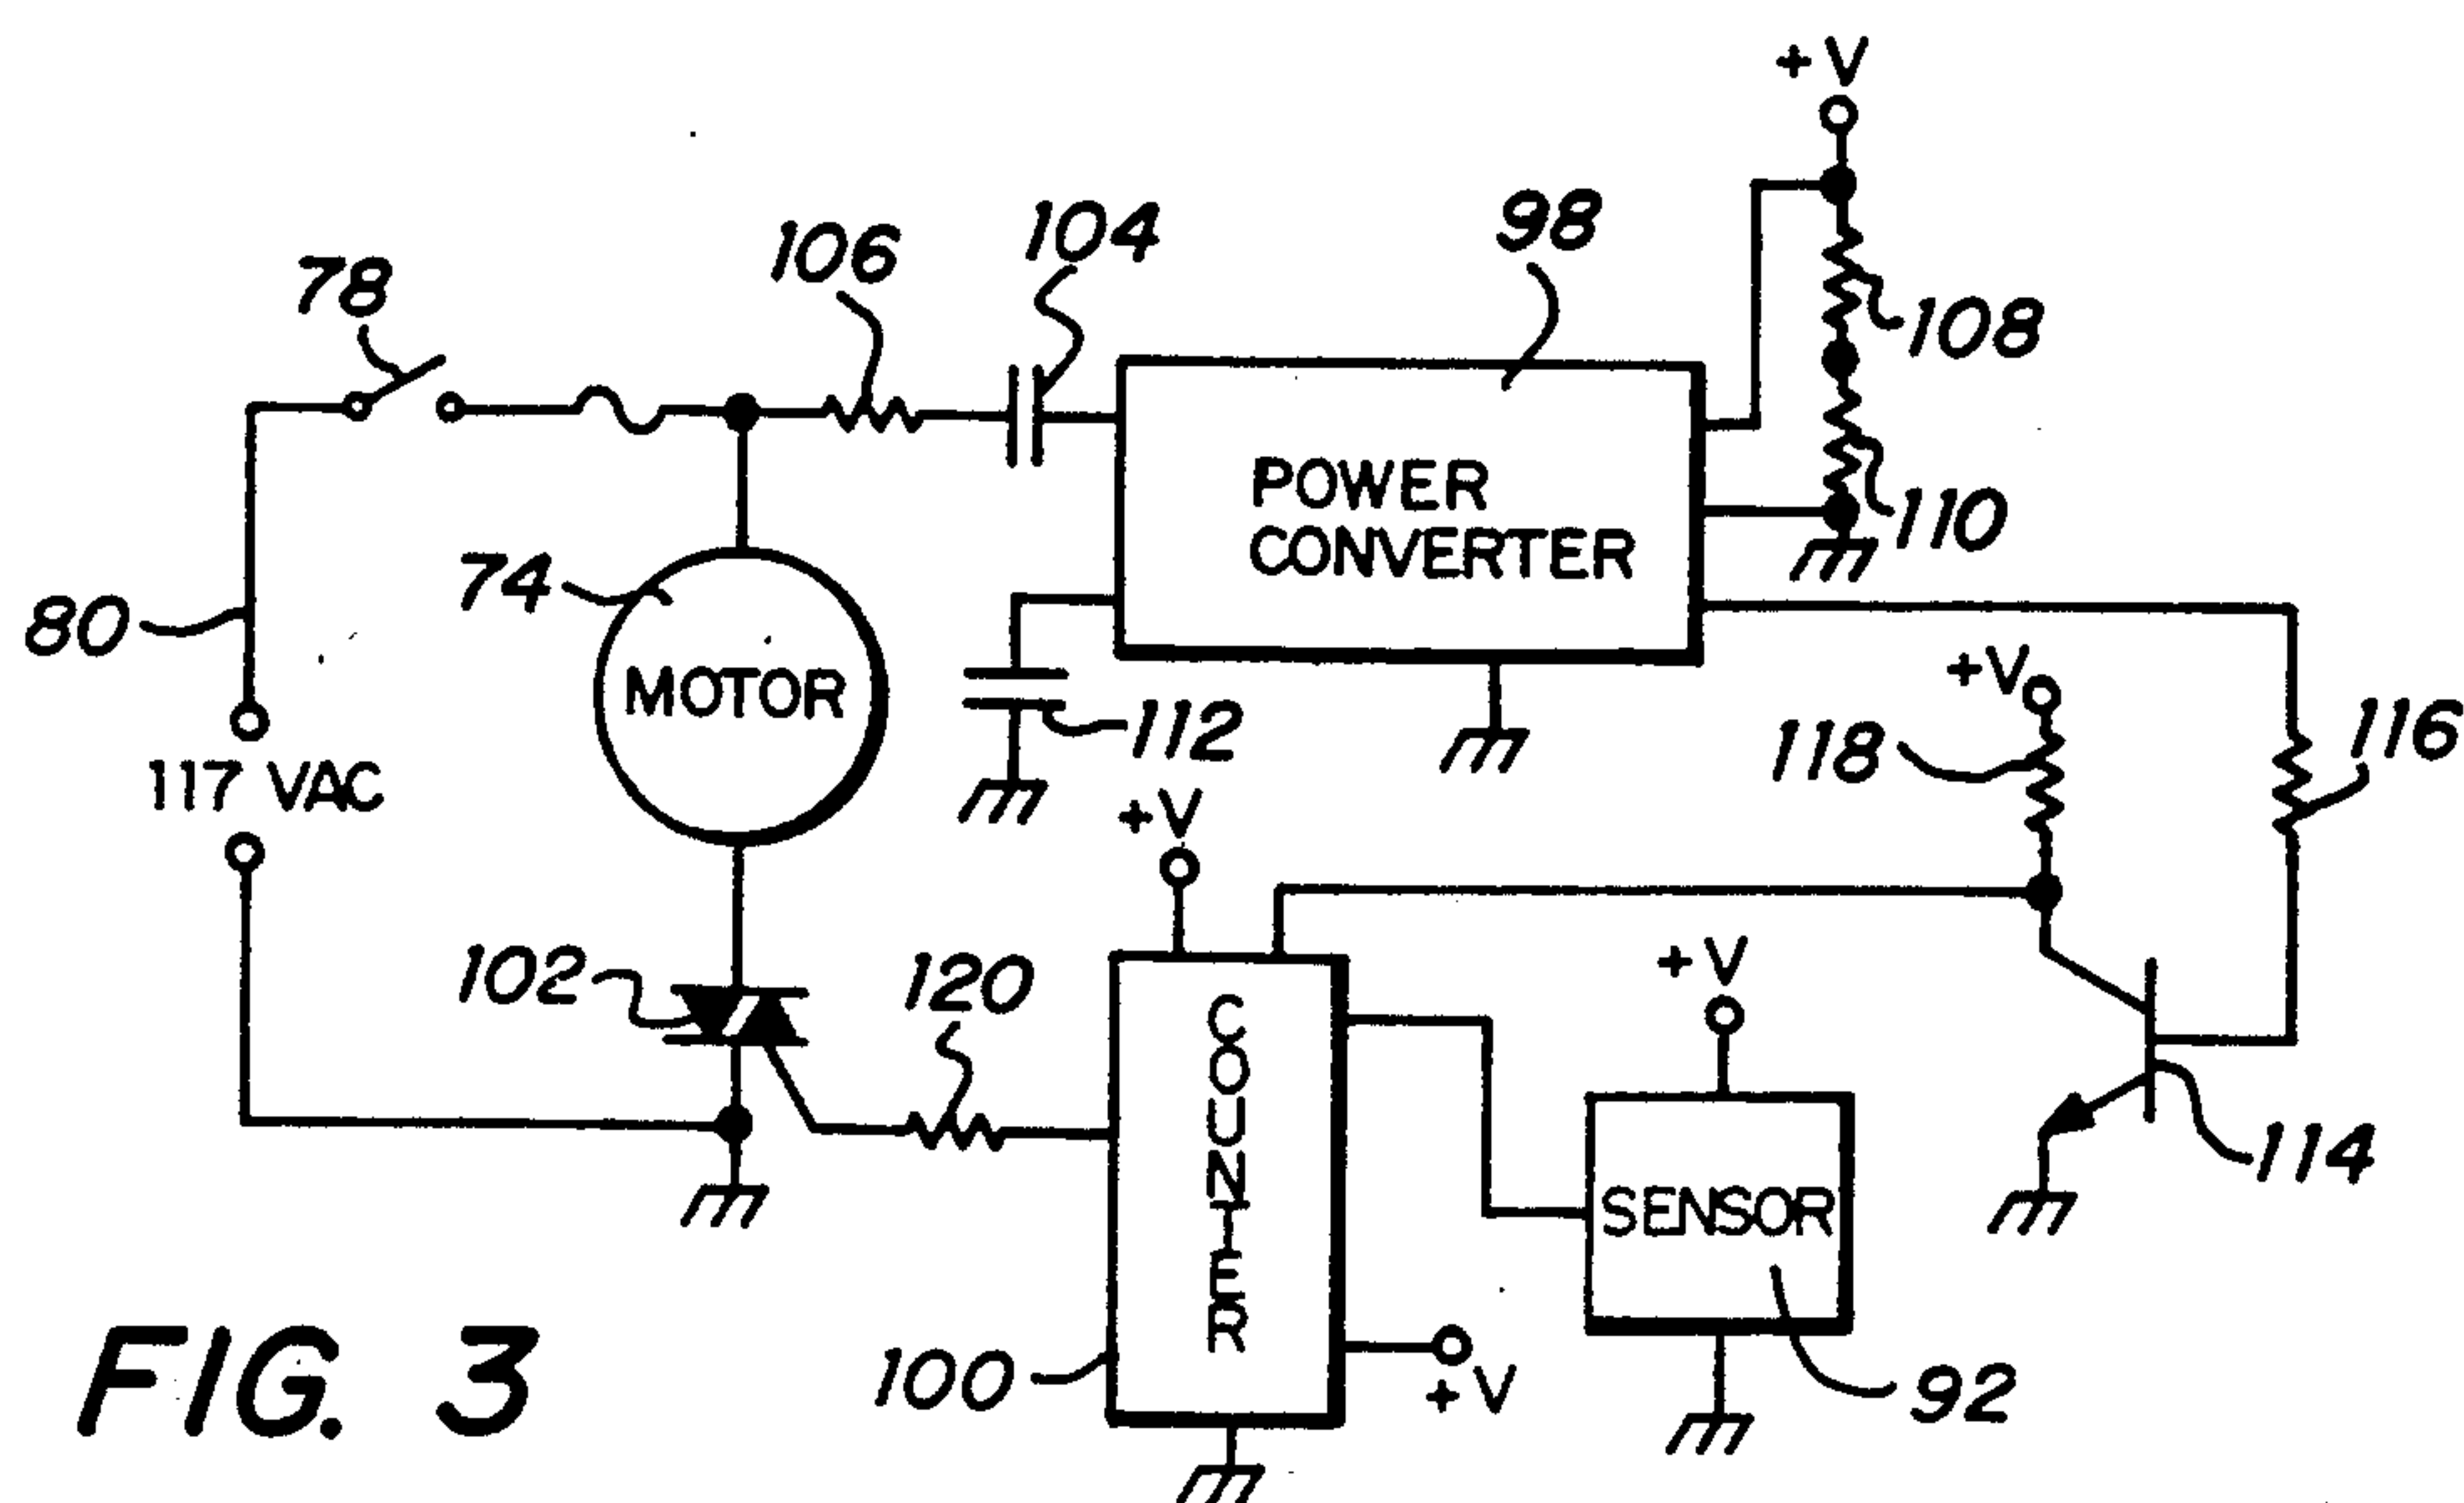 +V
98
104
106
78
108
POWER
CONVERTER
110
74
80
MOTOR
+V
116
112
118
117 VAC
+V
102
120
+V
COUNTER
114
SENSOR
100
+V
92
FIG. 3